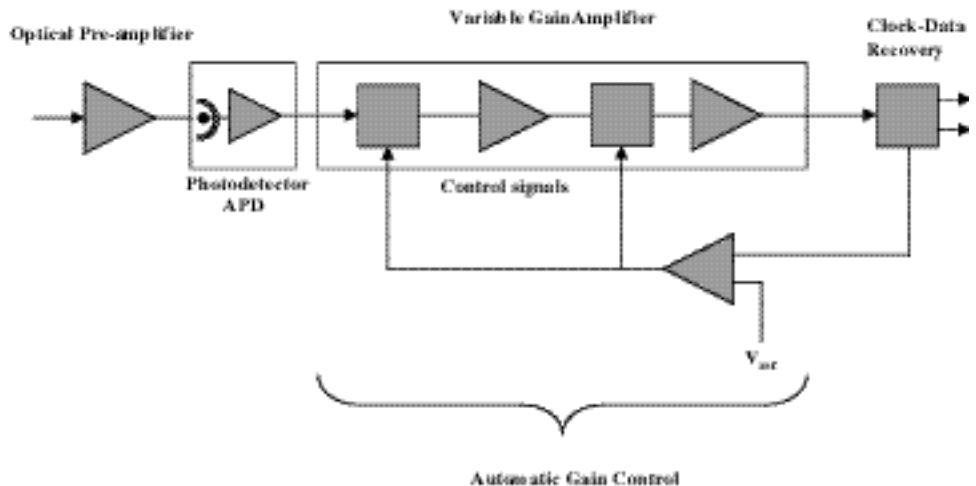 Variable Gain Amplifier
Optical Pre-amplifier
Clock-Data
Recovery
Photodetector
APD
Control signals
Automatic Gain Control